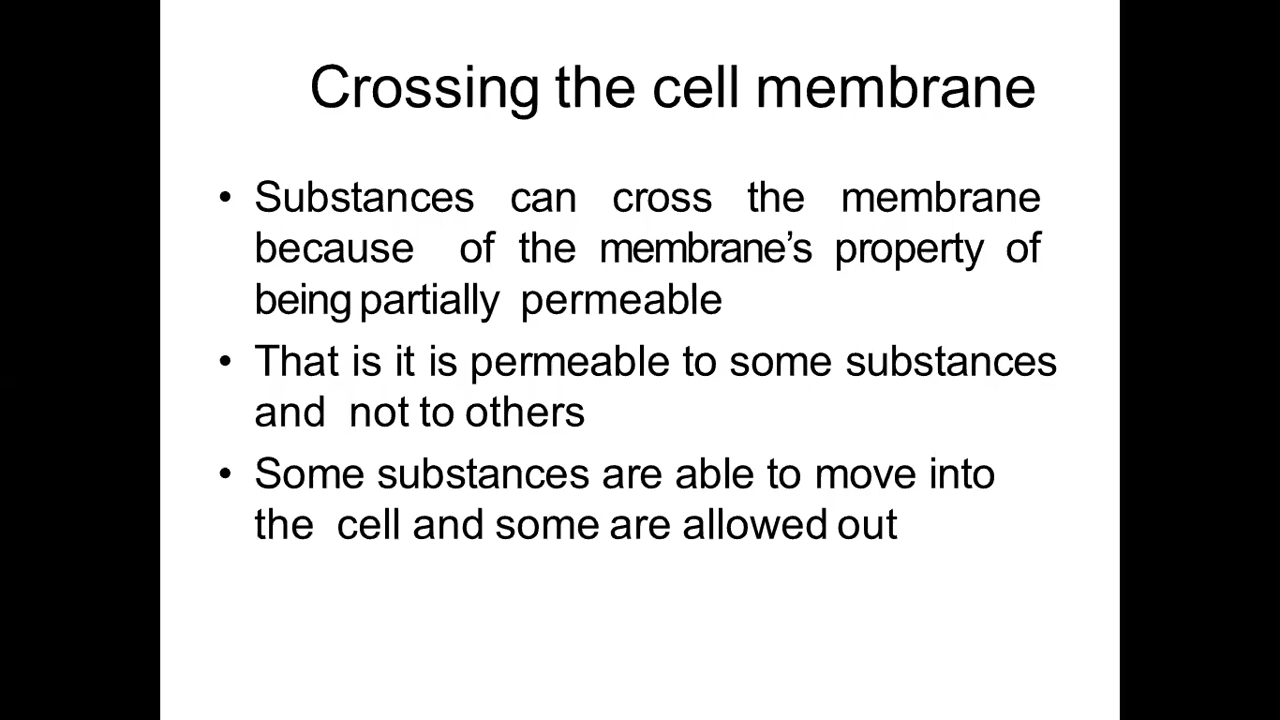 Crossing the cell membrane
• Substances can cross the membrane
because of the membrane’s property of
being partially permeable
• That is it is permeable to some substances
and not to others
• Some substances are able to move into
the cell and some are allowed out